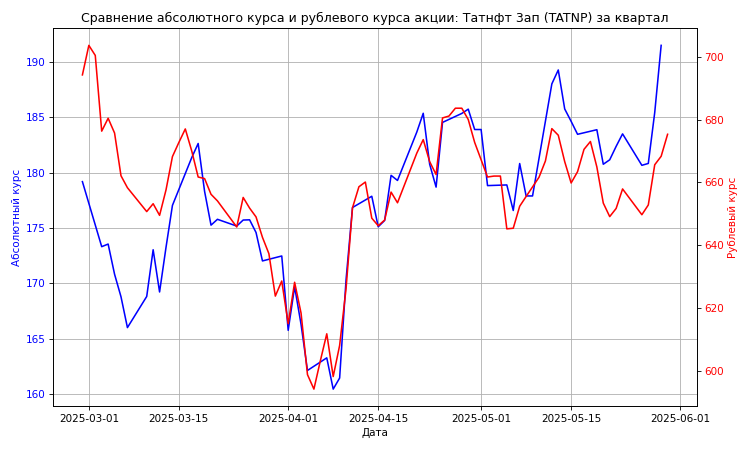 Сравнение абсолютного курса и рублевого курса акции: Татнфт 3ап (TATNP) за квартал
190
185
180
175
170
165
160
Абсолютный курс
700
680
660
640
620
600
Рублевый курс
2025-03-01 2025-03-15 2025-04-01 2025-04-15 2025-05-01 2025-05-15 2025-06-01
Дата